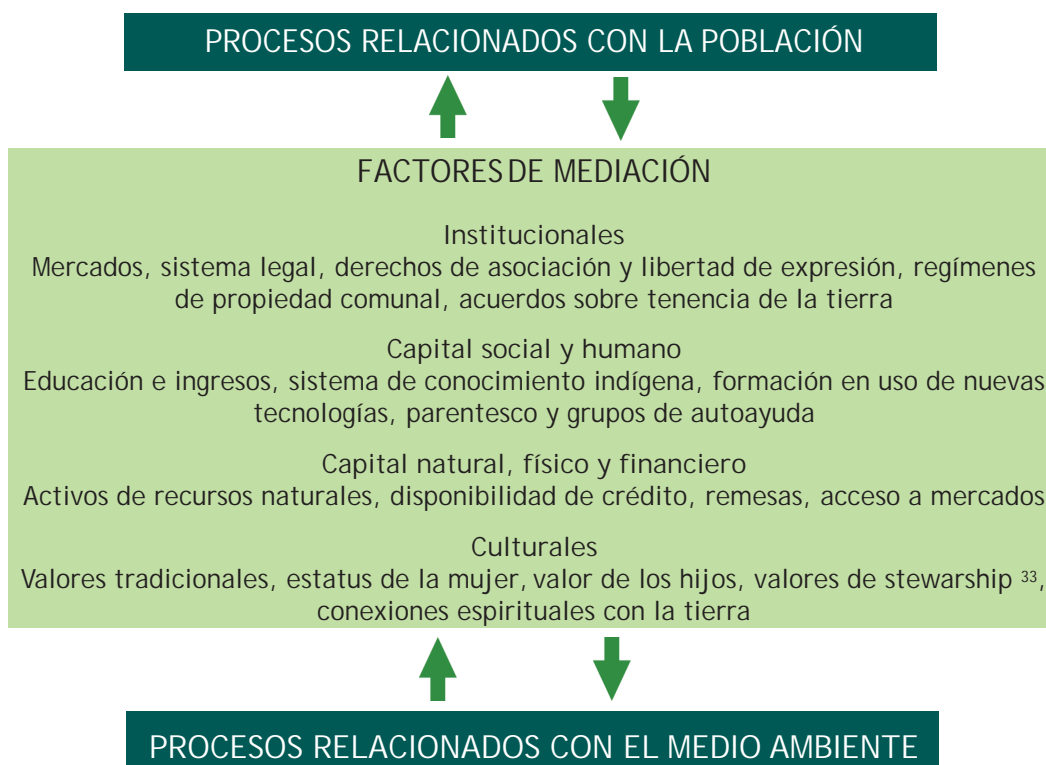 PROCESOS RELACIONADOS CON LA POBLACIÓN
FACTORES DE MEDIACIÓN
Institucionales
Mercados, sistema legal, derechos de asociación y libertad de expresión, regímenes
de propiedad comunal, acuerdos sobre tenencia de la tierra
Capital social y humano
Educación e ingresos, sistema de conocimiento indígena, formación en uso de nuevas
tecnologías, parentesco y grupos de autoayuda
Capital natural, físico y financiero
Activos de recursos naturales, disponibilidad de crédito, remesas, acceso a mercados
Culturales
Valores tradicionales, estatus de la mujer, valor de los hijos, valores de stewarship 33,
conexiones espirituales con la tierra
PROCESOS RELACIONADOS CON EL MEDIO AMBIENTE